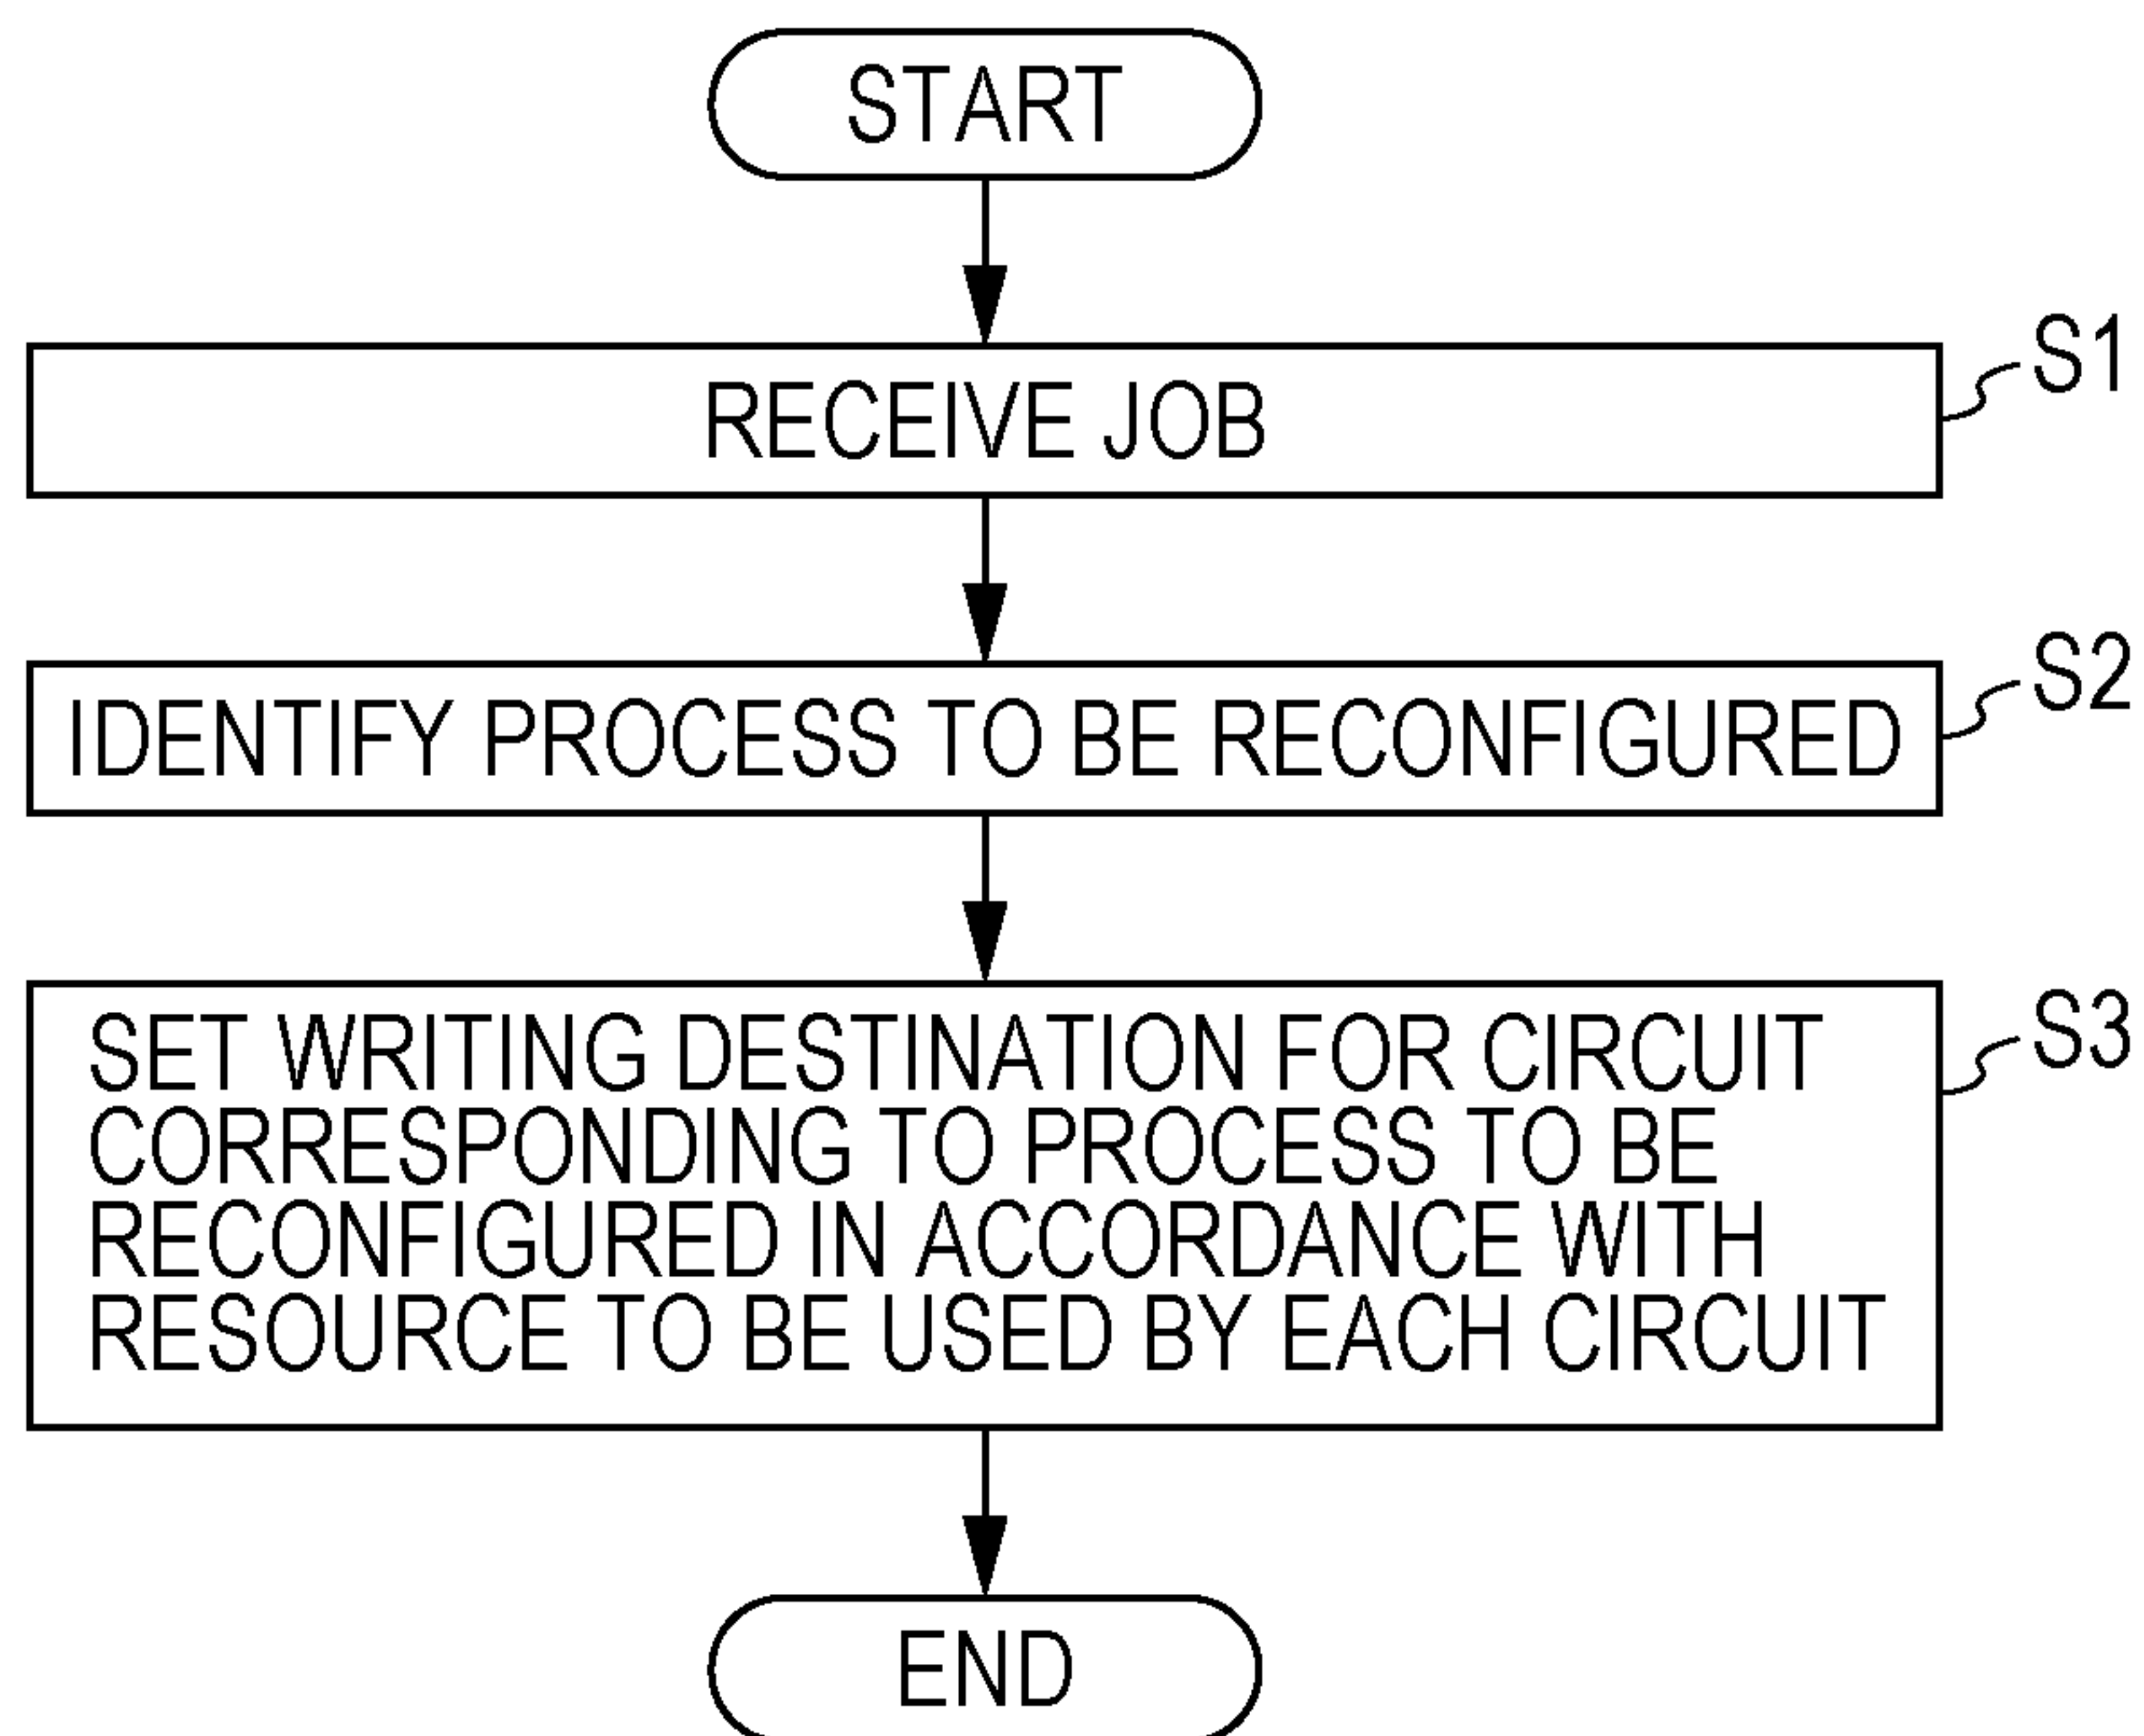 START
S1
RECEIVE JOB
S2
IDENTIFY PROCESS TO BE RECONFIGURED
S3
SET WRITING DESTINATION FOR CIRCUIT
CORRESPONDING TO PROCESS TO BE
RECONFIGURED IN ACCORDANCE WITH
RESOURCE TO BE USED BY EACH CIRCUIT
END